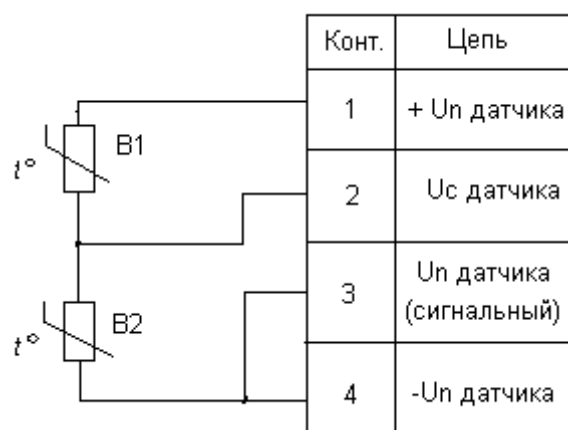 Конт. Цепь
1 + Un датчика
t° B1
2 Uc датчика
3 Un датчика
(сигнальный)
t° B2
4 -Un датчика